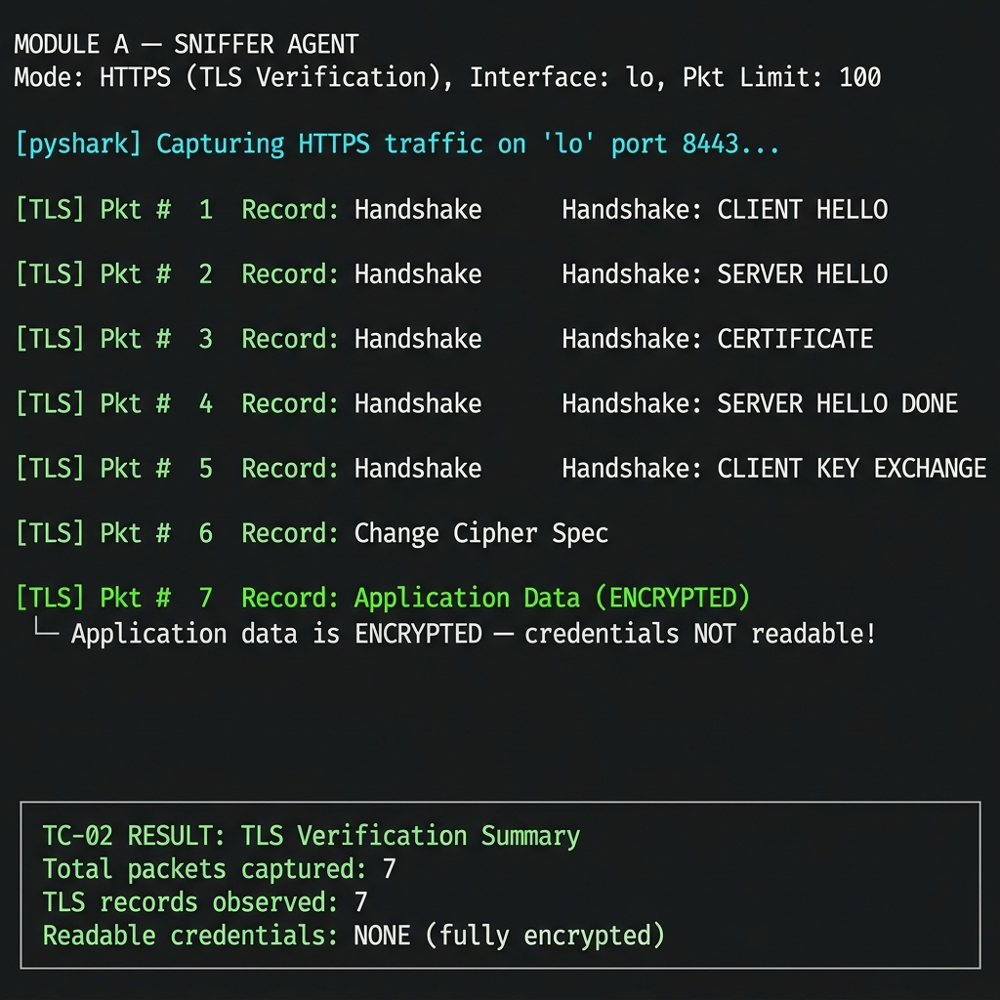 MODULE A — SNIFFER AGENT
Mode: HTTPS (TLS Verification), Interface: lo, Pkt Limit: 100
[pyshark] Capturing HTTPS traffic on 'lo' port 8443...
[TLS] Pkt # 1 Record: Handshake Handshake: CLIENT HELLO
[TLS] Pkt # 2 Record: Handshake Handshake: SERVER HELLO
[TLS] Pkt # 3 Record: Handshake Handshake: CERTIFICATE
[TLS] Pkt # 4 Record: Handshake Handshake: SERVER HELLO DONE
[TLS] Pkt # 5 Record: Handshake Handshake: CLIENT KEY EXCHANGE
[TLS] Pkt # 6 Record: Change Cipher Spec
[TLS] Pkt # 7 Record: Application Data (ENCRYPTED)
└─ Application data is ENCRYPTED — credentials NOT readable!
TC-02 RESULT: TLS Verification Summary
Total packets captured: 7
TLS records observed: 7
Readable credentials: NONE (fully encrypted)